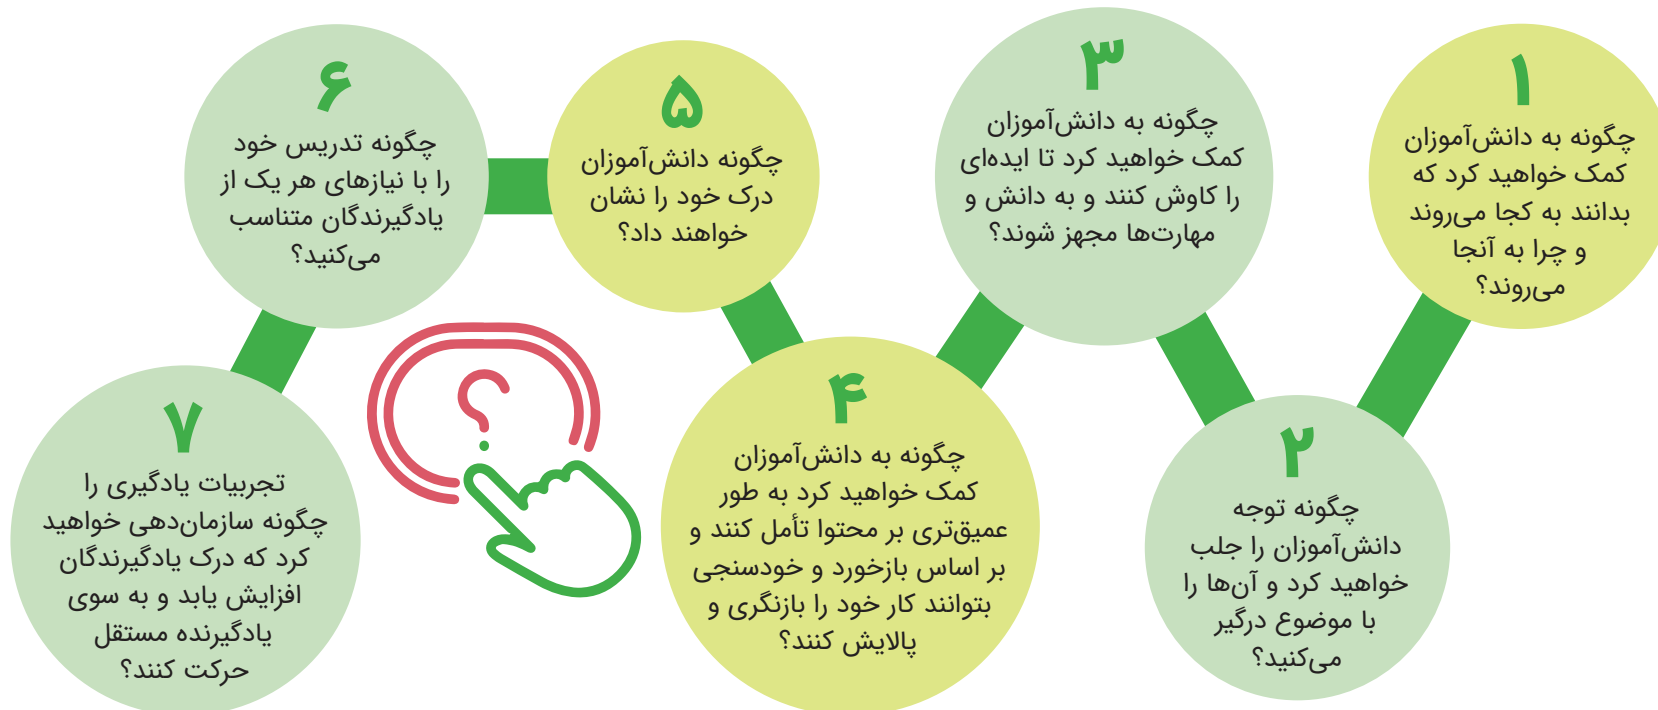 ۱
چگونه به دانش‌آموزان
کمک خواهید کرد که
بدانند به کجا می‌روند
و چرا به آنجا
می‌روند؟
۲
چگونه توجه
دانش‌آموزان را جلب
خواهید کرد و آن‌ها را
با موضوع درگیر
می‌کنید؟
۳
چگونه به دانش‌آموزان
کمک خواهید کرد تا ایده‌ای
را کاوش کنند و به دانش و
مهارت‌ها مجهز شوند؟
۴
چگونه به دانش‌آموزان
کمک خواهید کرد به طور
عمیق‌تری بر محتوا تأمل کنند و
بر اساس بازخورد و خودسنجی
بتوانند کار خود را بازنگری و
پالایش کنند؟
۵
چگونه دانش‌آموزان
درک خود را نشان
خواهند داد؟
۶
چگونه تدریس خود
را با نیازهای هر یک از
یادگیرندگان متناسب
می‌کنید؟
۷
تجربیات یادگیری را
چگونه سازمان‌دهی خواهید
کرد که درک یادگیرندگان
افزایش یابد و به سوی
یادگیرنده مستقل
حرکت کنند؟
؟